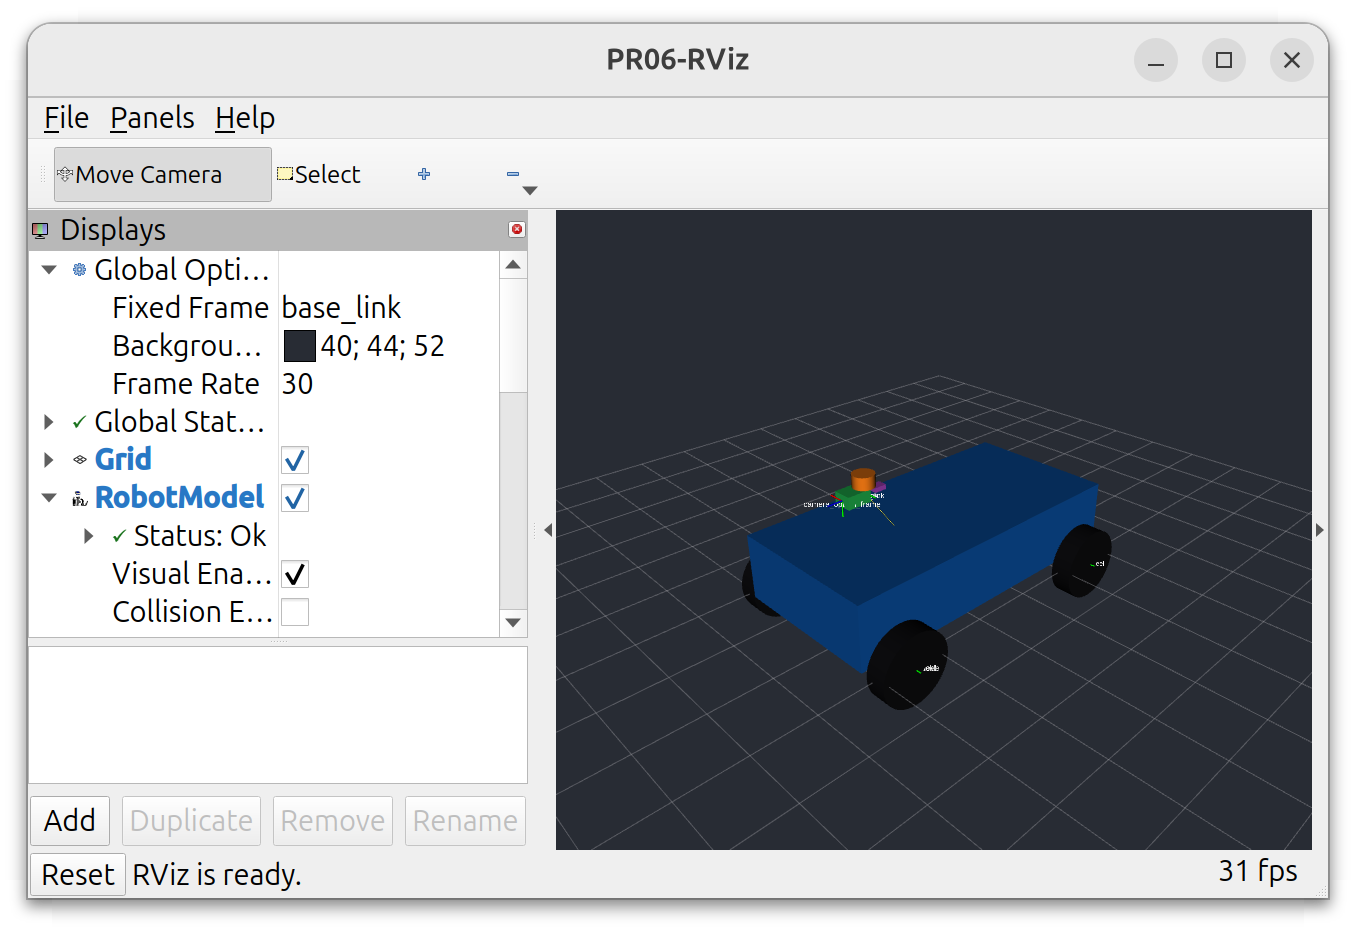 PR06-RViz
File Panels Help
Move Camera Select
Displays
Global Opti...
Fixed Frame base_link
Backgrou... 40; 44; 52
Frame Rate 30
Global Stat...
Grid
RobotModel
Status: Ok
Visual Ena...
Collision E...
Add Duplicate Remove Rename
Reset RViz is ready.
31 fps